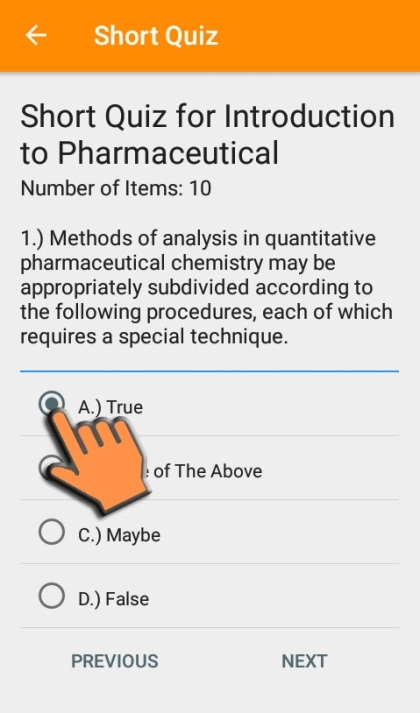 Short Quiz
Short Quiz for Introduction
to Pharmaceutical
Number of Items: 10
1.) Methods of analysis in quantitative
pharmaceutical chemistry may be
appropriately subdivided according to
the following procedures, each of which
requires a special technique.
A.) True
of The Above
C.) Maybe
D.) False
PREVIOUS NEXT